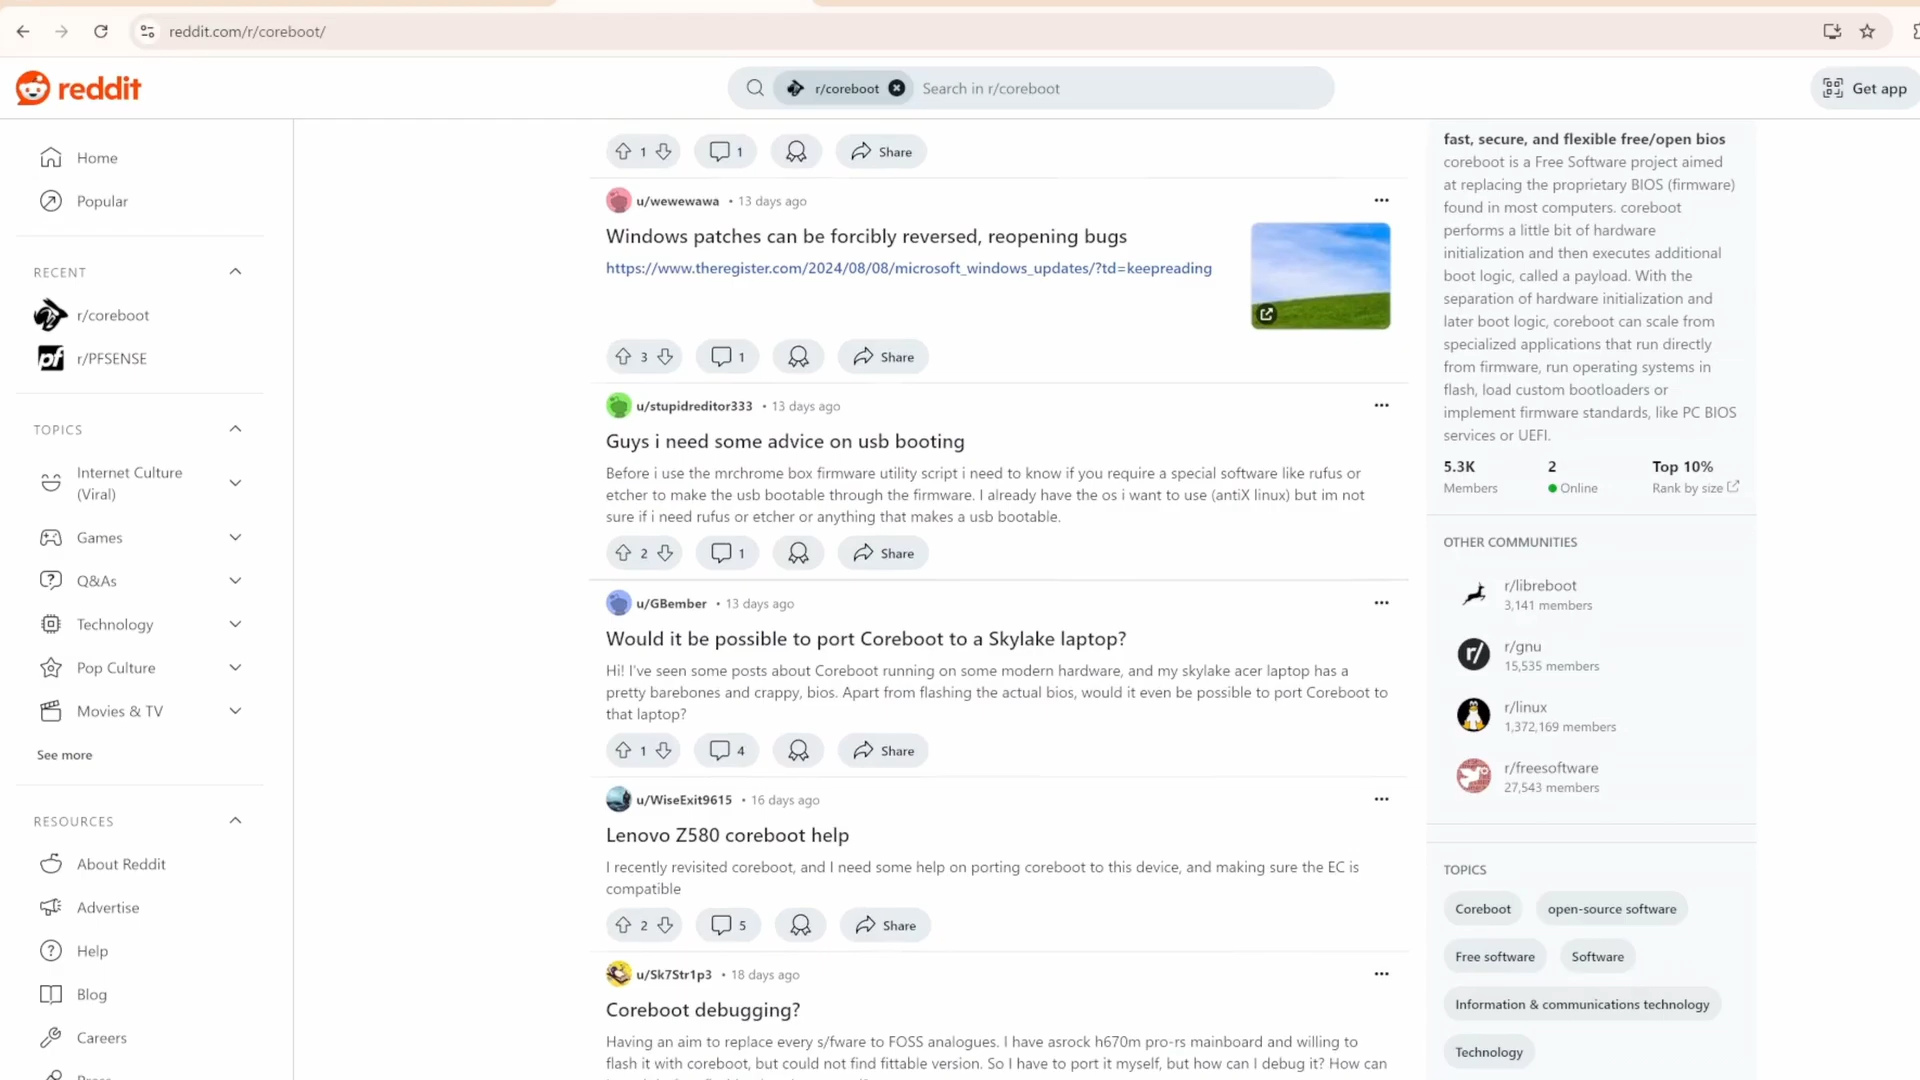 reddit.com/r/coreboot/
reddit
r/coreboot
Search in r/coreboot
Get app
Home
Popular
RECENT
r/coreboot
r/PFSENSE
TOPICS
Internet Culture
(Viral)
Games
Q&As
Technology
Pop Culture
Movies & TV
See more
RESOURCES
About Reddit
Advertise
Help
Blog
Careers
1 1 Share
u/wewewawa • 13 days ago
Windows patches can be forcibly reversed, reopening bugs
https://www.theregister.com/2024/08/08/microsoft_windows_updates/?td=keepreading
3 1 Share
u/stupidreditor333 • 13 days ago
Guys i need some advice on usb booting
Before i use the mrchrome box firmware utility script i need to know if you require a special software like rufus or
etcher to make the usb bootable through the firmware. I already have the os i want to use (antiX linux) but im not
sure if i need rufus or etcher or anything that makes a usb bootable.
2 1 Share
u/GBember • 13 days ago
Would it be possible to port Coreboot to a Skylake laptop?
Hi! I've seen some posts about Coreboot running on some modern hardware, and my skylake acer laptop has a
pretty barebones and crappy, bios. Apart from flashing the actual bios, would it even be possible to port Coreboot to
that laptop?
1 4 Share
u/WiseExit9615 • 16 days ago
Lenovo Z580 coreboot help
I recently revisited coreboot, and I need some help on porting coreboot to this device, and making sure the EC is
compatible
2 5 Share
u/Sk7Str1p3 • 18 days ago
Coreboot debugging?
Having an aim to replace every s/fware to FOSS analogues. I have asrock h670m pro-rs mainboard and willing to
flash it with coreboot, but could not find fittable version. So I have to port it myself, but how can I debug it? How can
fast, secure, and flexible free/open bios
coreboot is a Free Software project aimed
at replacing the proprietary BIOS (firmware)
found in most computers. coreboot
performs a little bit of hardware
initialization and then executes additional
boot logic, called a payload. With the
separation of hardware initialization and
later boot logic, coreboot can scale from
specialized applications that run directly
from firmware, run operating systems in
flash, load custom bootloaders or
implement firmware standards, like PC BIOS
services or UEFI.
5.3K 2 Top 10%
Members Online Rank by size
OTHER COMMUNITIES
r/libreboot
3,141 members
r/
r/gnu
15,535 members
r/linux
1,372,169 members
r/freesoftware
27,543 members
TOPICS
Coreboot open-source software
Free software Software
Information & communications technology
Technology